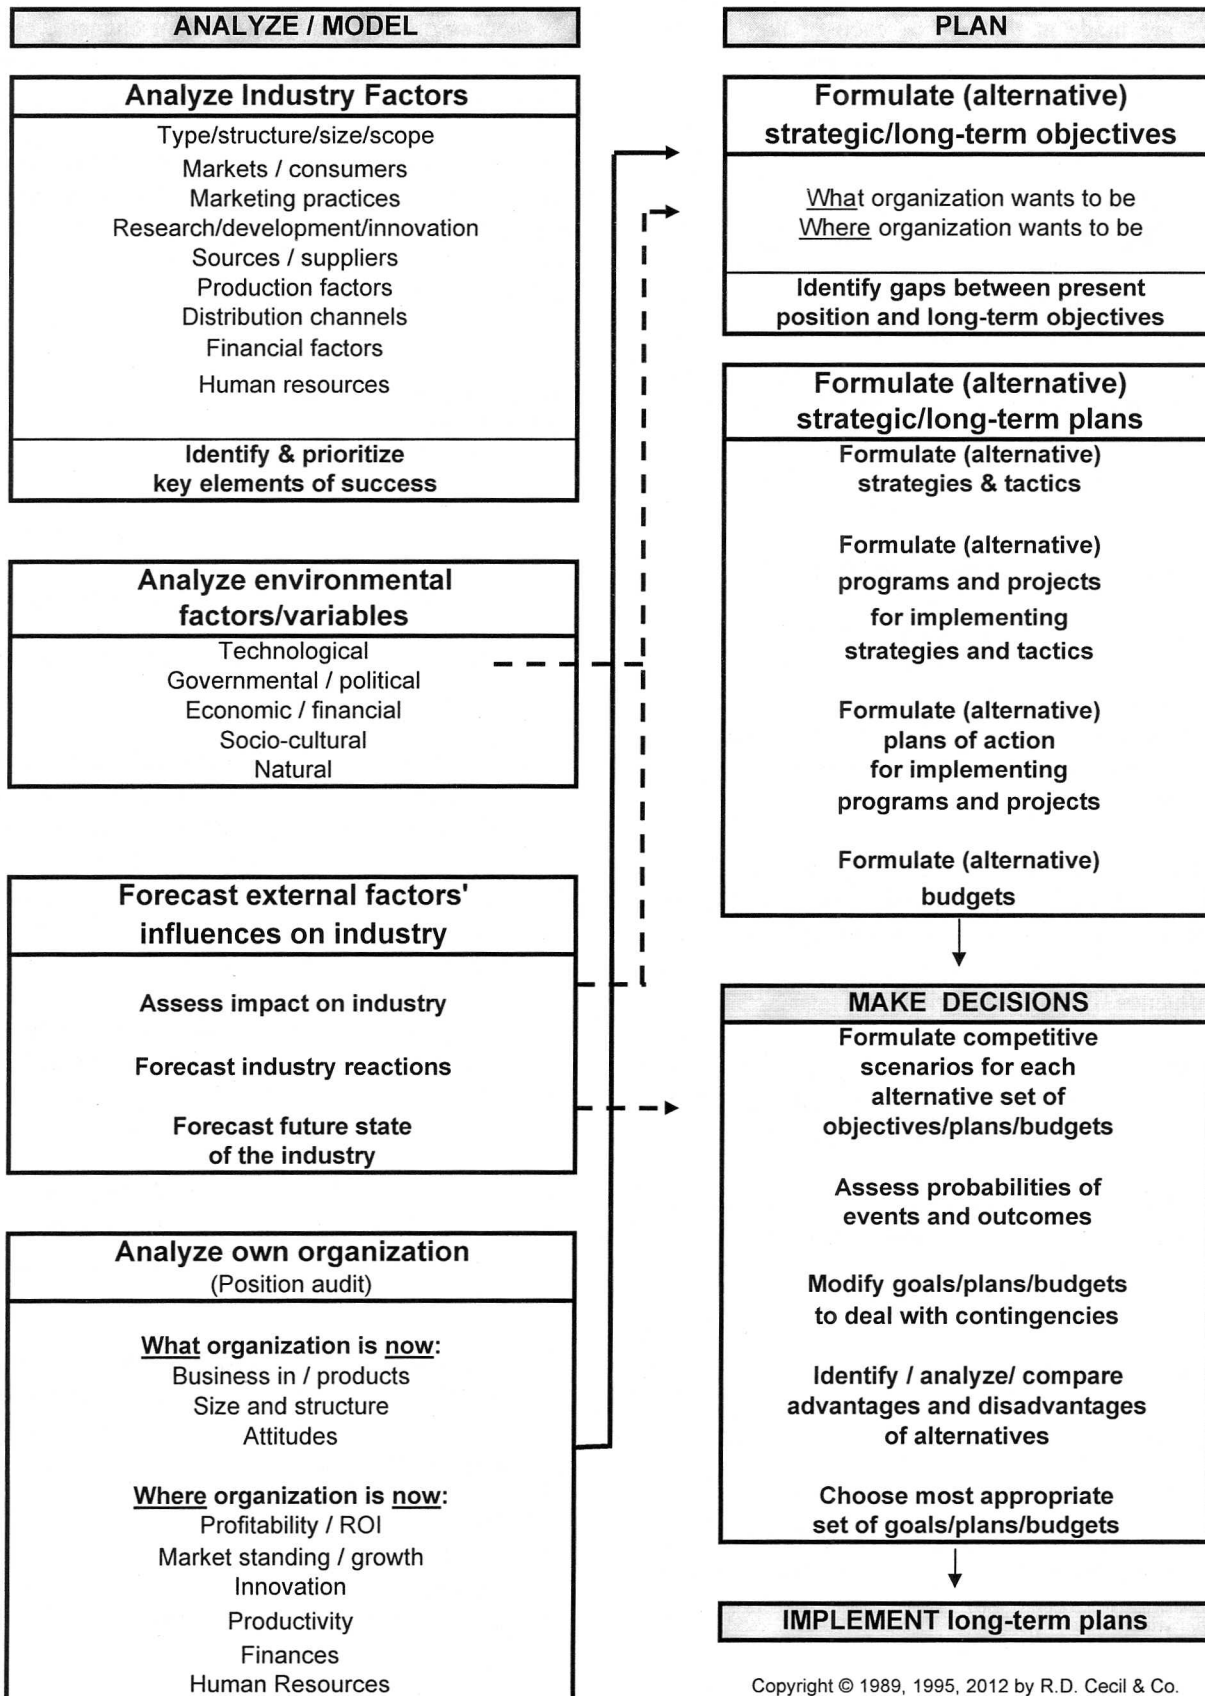 ANALYZE / MODEL
Analyze Industry Factors
Type/structure/size/scope
Markets / consumers
Marketing practices
Research/development/innovation
Sources / suppliers
Production factors
Distribution channels
Financial factors
Human resources
Identify & prioritize
key elements of success
Analyze environmental
factors/variables
Technological
Governmental / political
Economic / financial
Socio-cultural
Natural
Forecast external factors'
influences on industry
Assess impact on industry
Forecast industry reactions
Forecast future state
of the industry
Analyze own organization
(Position audit)
What organization is now:
Business in / products
Size and structure
Attitudes
Where organization is now:
Profitability / ROI
Market standing / growth
Innovation
Productivity
Finances
Human Resources
PLAN
Formulate (alternative)
strategic/long-term objectives
What organization wants to be
Where organization wants to be
Identify gaps between present
position and long-term objectives
Formulate (alternative)
strategic/long-term plans
Formulate (alternative)
strategies & tactics
Formulate (alternative)
programs and projects
for implementing
strategies and tactics
Formulate (alternative)
plans of action
for implementing
programs and projects
Formulate (alternative)
budgets
MAKE DECISIONS
Formulate competitive
scenarios for each
alternative set of
objectives/plans/budgets
Assess probabilities of
events and outcomes
Modify goals/plans/budgets
to deal with contingencies
Identify / analyze/ compare
advantages and disadvantages
of alternatives
Choose most appropriate
set of goals/plans/budgets
IMPLEMENT long-term plans
Copyright © 1989, 1995, 2012 by R.D. Cecil & Co.